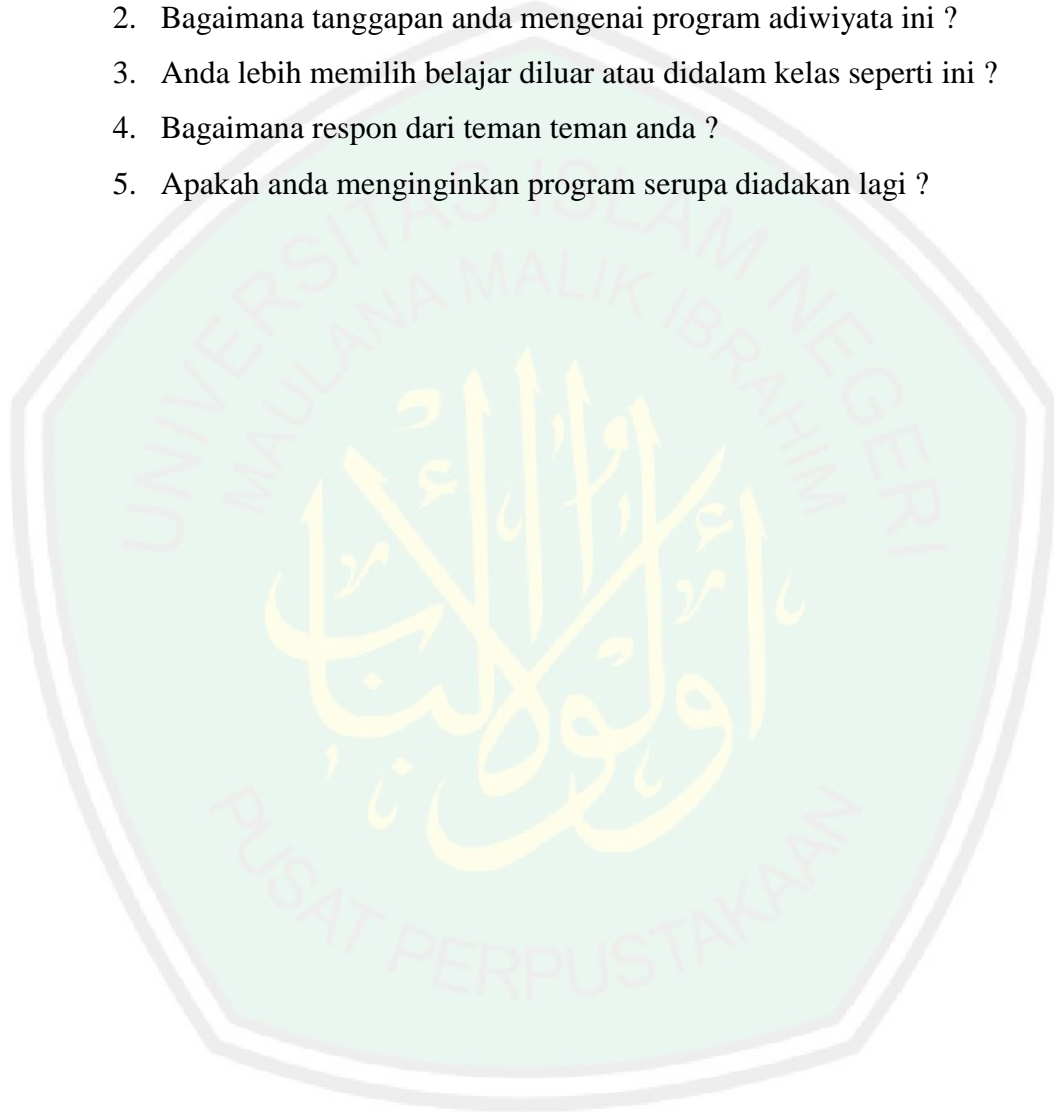 2. Bagaimana tanggapan anda mengenai program adiwiyata ini ?
3. Anda lebih memilih belajar diluar atau didalam kelas seperti ini ?
4. Bagaimana respon dari teman teman anda ?
5. Apakah anda menginginkan program serupa diadakan lagi ?
UNIVERSITAS ISLAM NEGERI
MAULANA MALIK IBRAHIM
أولو الألباب
PUSAT PERPUSTAKAAN